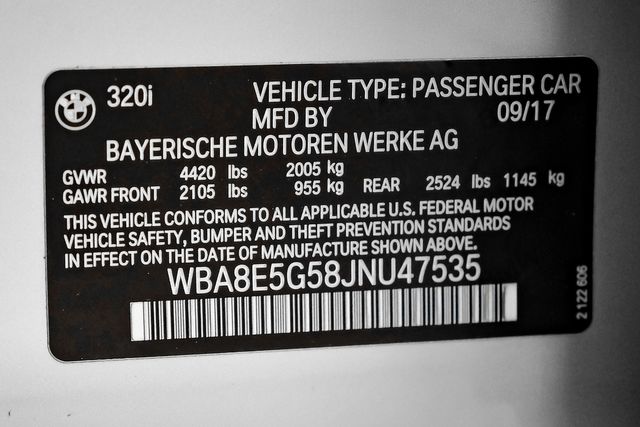 320i VEHICLE TYPE: PASSENGER CAR
MFD BY 09/17
BAYERISCHE MOTOREN WERKE AG
GVWR 4420 lbs 2005 kg
GAWR FRONT 2105 lbs 955 kg REAR 2524 lbs 1145 kg
THIS VEHICLE CONFORMS TO ALL APPLICABLE U.S. FEDERAL MOTOR
VEHICLE SAFETY, BUMPER AND THEFT PREVENTION STANDARDS
IN EFFECT ON THE DATE OF MANUFACTURE SHOWN ABOVE.
WBA8E5G58JNU47535
2 122 606